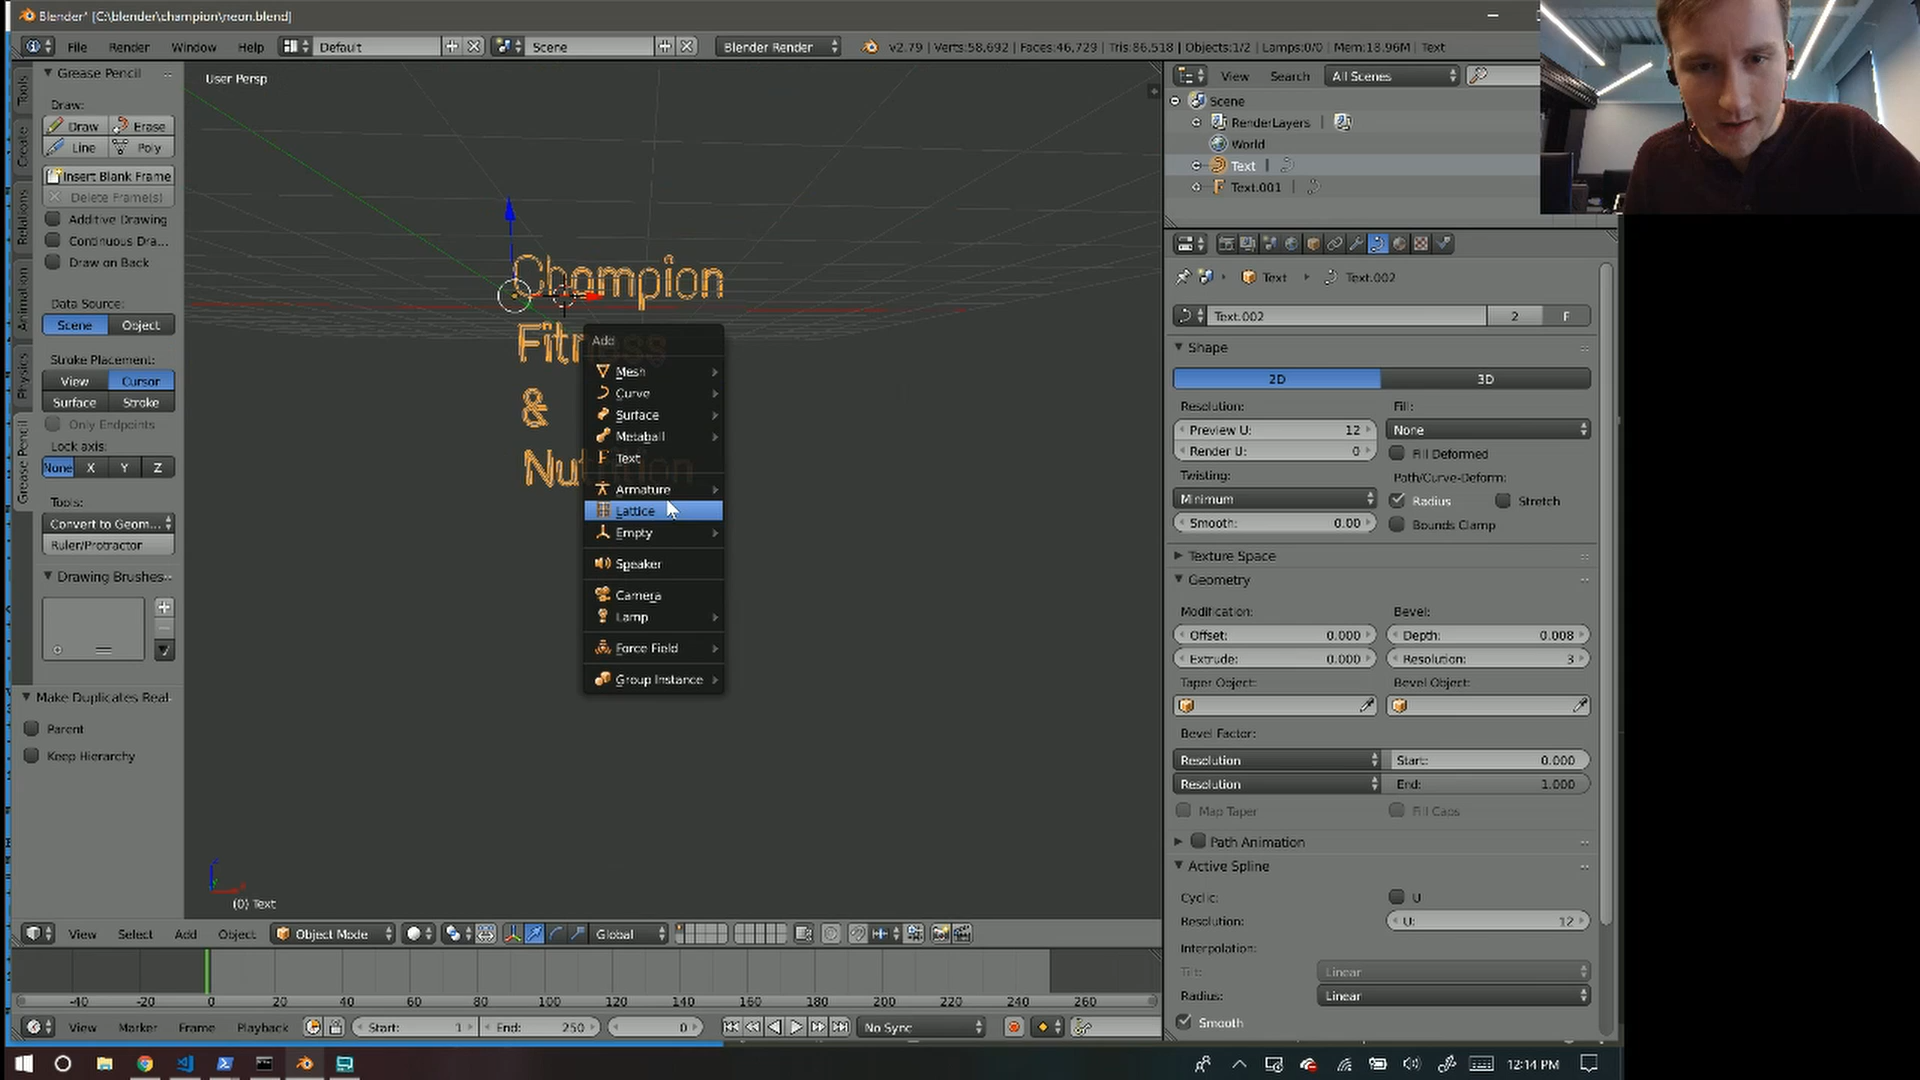 Blender* [C:\blender\champion\neon.blend]
File Render Window Help Default Scene Blender Render v2.79 | Verts:58,692 | Faces:46,729 | Tris:86,518 | Objects:1/2 | Lamps:0/0 | Mem:18.96M | Text
Tools
Create
Relations
Animation
Physics
Grease Pencil
Grease Pencil
Draw:
Draw Erase
Line Poly
Insert Blank Frame
Delete Frame(s)
Additive Drawing
Continuous Dra...
Draw on Back
Data Source:
Scene Object
Stroke Placement:
View Cursor
Surface Stroke
Only Endpoints
Lock axis:
None X Y Z
Tools:
Convert to Geom...
Ruler/Protractor
Drawing Brushes
Make Duplicates Real
Parent
Keep Hierarchy
User Persp
Champion
Fitness
&
Nutrition
Add
Mesh
Curve
Surface
Metaball
Text
Armature
Lattice
Empty
Speaker
Camera
Lamp
Force Field
Group Instance
(0) Text
View Select Add Object Object Mode Global
-40 -20 0 20 40 60 80 100 120 140 160 180 200 220 240 260
View Marker Frame Playback Start: 1 End: 250 0 No Sync
View Search All Scenes
Scene
RenderLayers |
World
Text |
Text.001 |
Text Text.002
Text.002 2 F
Shape
2D 3D
Resolution: Fill:
Preview U: 12 None
Render U: 0 Fill Deformed
Twisting: Path/Curve-Deform:
Minimum Radius Stretch
Smooth: 0.00 Bounds Clamp
Texture Space
Geometry
Modification: Bevel:
Offset: 0.000 Depth: 0.008
Extrude: 0.000 Resolution: 3
Taper Object: Bevel Object:
Bevel Factor:
Resolution Start: 0.000
Resolution End: 1.000
Map Taper Fill Caps
Path Animation
Active Spline
Cyclic: U
Resolution: U: 12
Interpolation:
Tilt: Linear
Radius: Linear
Smooth
12:14 PM